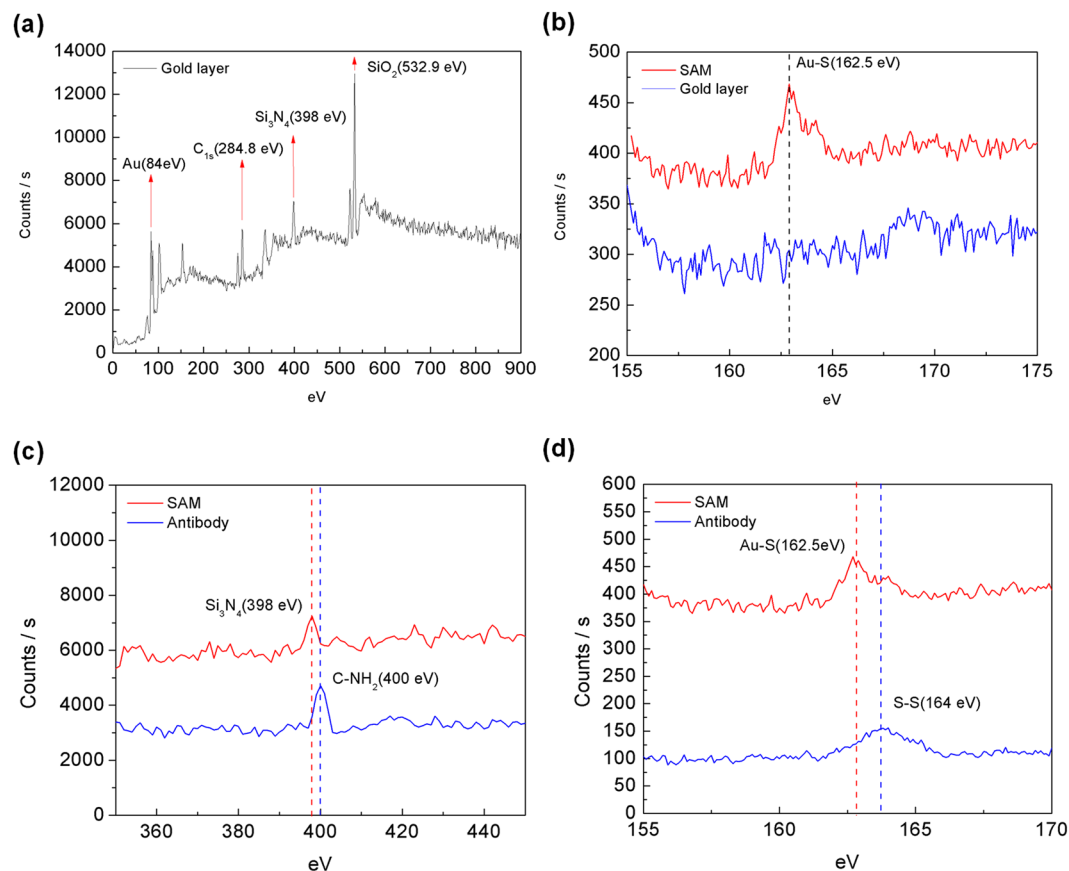 (a)
14000
12000
10000
8000
6000
4000
2000
0
Counts / s
Gold layer
SiO2(532.9 eV)
Si3N4(398 eV)
C1s(284.8 eV)
Au(84eV)
0 100 200 300 400 500 600 700 800 900
eV
(b)
500
450
400
350
300
250
200
Counts / s
Au-S(162.5 eV)
SAM
Gold layer
155 160 165 170 175
eV
(c)
12000
10000
8000
6000
4000
2000
0
Counts / s
SAM
Antibody
Si3N4(398 eV)
C-NH2(400 eV)
360 380 400 420 440
eV
(d)
600
550
500
450
400
350
300
250
200
150
100
50
0
Counts / s
SAM
Antibody
Au-S(162.5eV)
S-S(164 eV)
155 160 165 170
eV